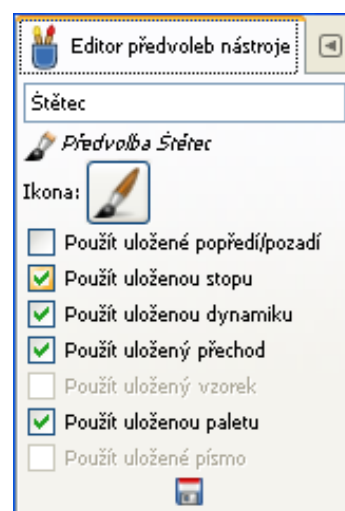 Editor předvoleb nástroje
Štětec
Předvolba Štětec
Ikona:
Použít uložené popředí/pozadí
Použít uloženou stopu
Použít uloženou dynamiku
Použít uložený přechod
Použít uložený vzorek
Použít uloženou paletu
Použít uložené písmo